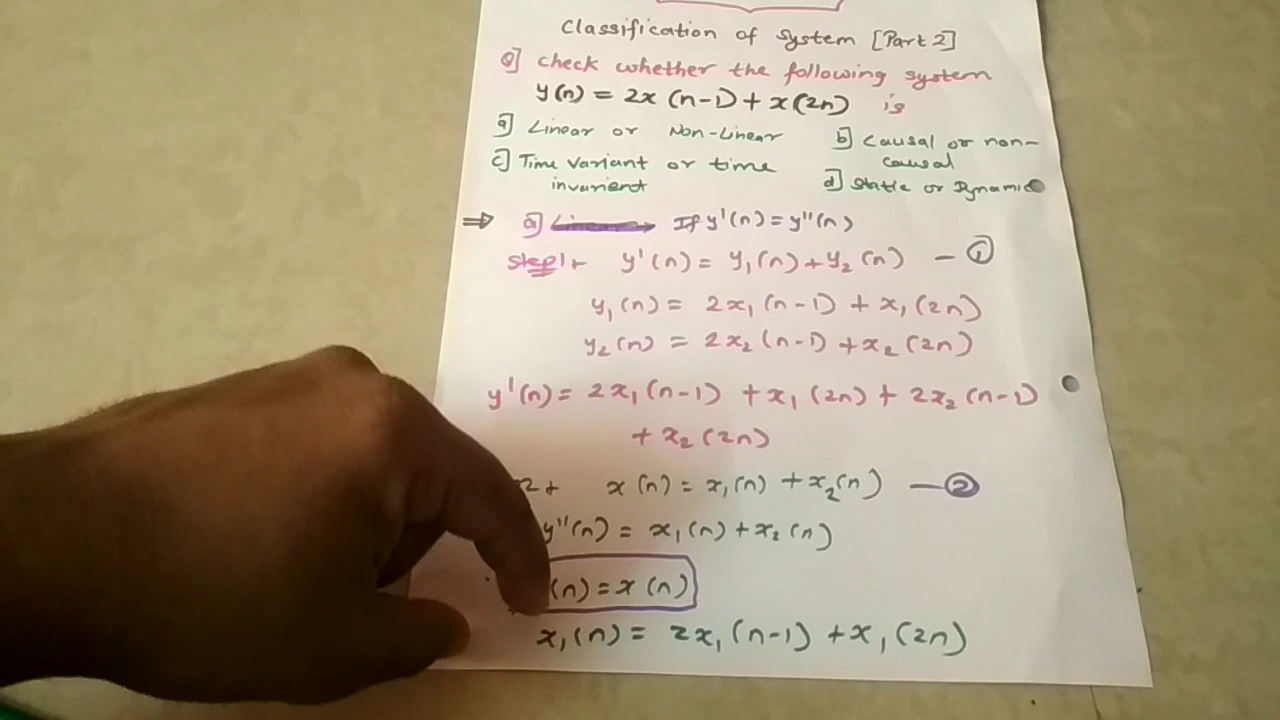 Classification of System [Part 2]
Q] check whether the following system
y(n) = 2x(n-1) + x(2n) is
a] Linear or Non-Linear
b] Causal or non-
causal
c] Time variant or time
invarient
d] Static or Dynamic
⇒ a] If y'(n) = y''(n)
Step1+ y'(n) = y₁(n) + y₂(n) — ①
y₁(n) = 2x₁(n-1) + x₁(2n)
y₂(n) = 2x₂(n-1) + x₂(2n)
y'(n) = 2x₁(n-1) + x₁(2n) + 2x₂(n-1)
+ x₂(2n)
2+ x(n) = x₁(n) + x₂(n) — ②
y''(n) = x₁(n) + x₂(n)
(n) = x(n)
x₁(n) = 2x₁(n-1) + x₁(2n)